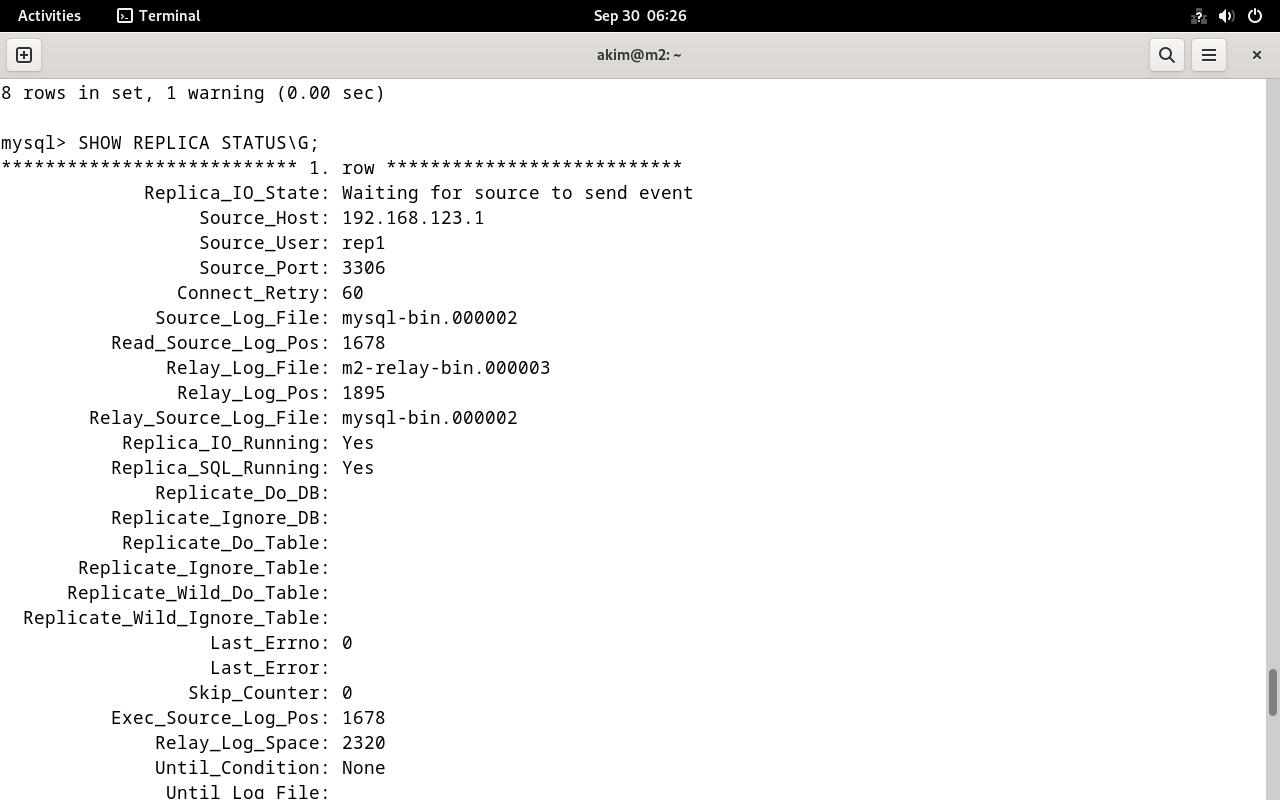 Activities Terminal Sep 30 06:26
akim@m2: ~
8 rows in set, 1 warning (0.00 sec)
mysql> SHOW REPLICA STATUS\G;
*************************** 1. row ***************************
Replica_IO_State: Waiting for source to send event
Source_Host: 192.168.123.1
Source_User: rep1
Source_Port: 3306
Connect_Retry: 60
Source_Log_File: mysql-bin.000002
Read_Source_Log_Pos: 1678
Relay_Log_File: m2-relay-bin.000003
Relay_Log_Pos: 1895
Relay_Source_Log_File: mysql-bin.000002
Replica_IO_Running: Yes
Replica_SQL_Running: Yes
Replicate_Do_DB:
Replicate_Ignore_DB:
Replicate_Do_Table:
Replicate_Ignore_Table:
Replicate_Wild_Do_Table:
Replicate_Wild_Ignore_Table:
Last_Errno: 0
Last_Error:
Skip_Counter: 0
Exec_Source_Log_Pos: 1678
Relay_Log_Space: 2320
Until_Condition: None
Until_Log_File: